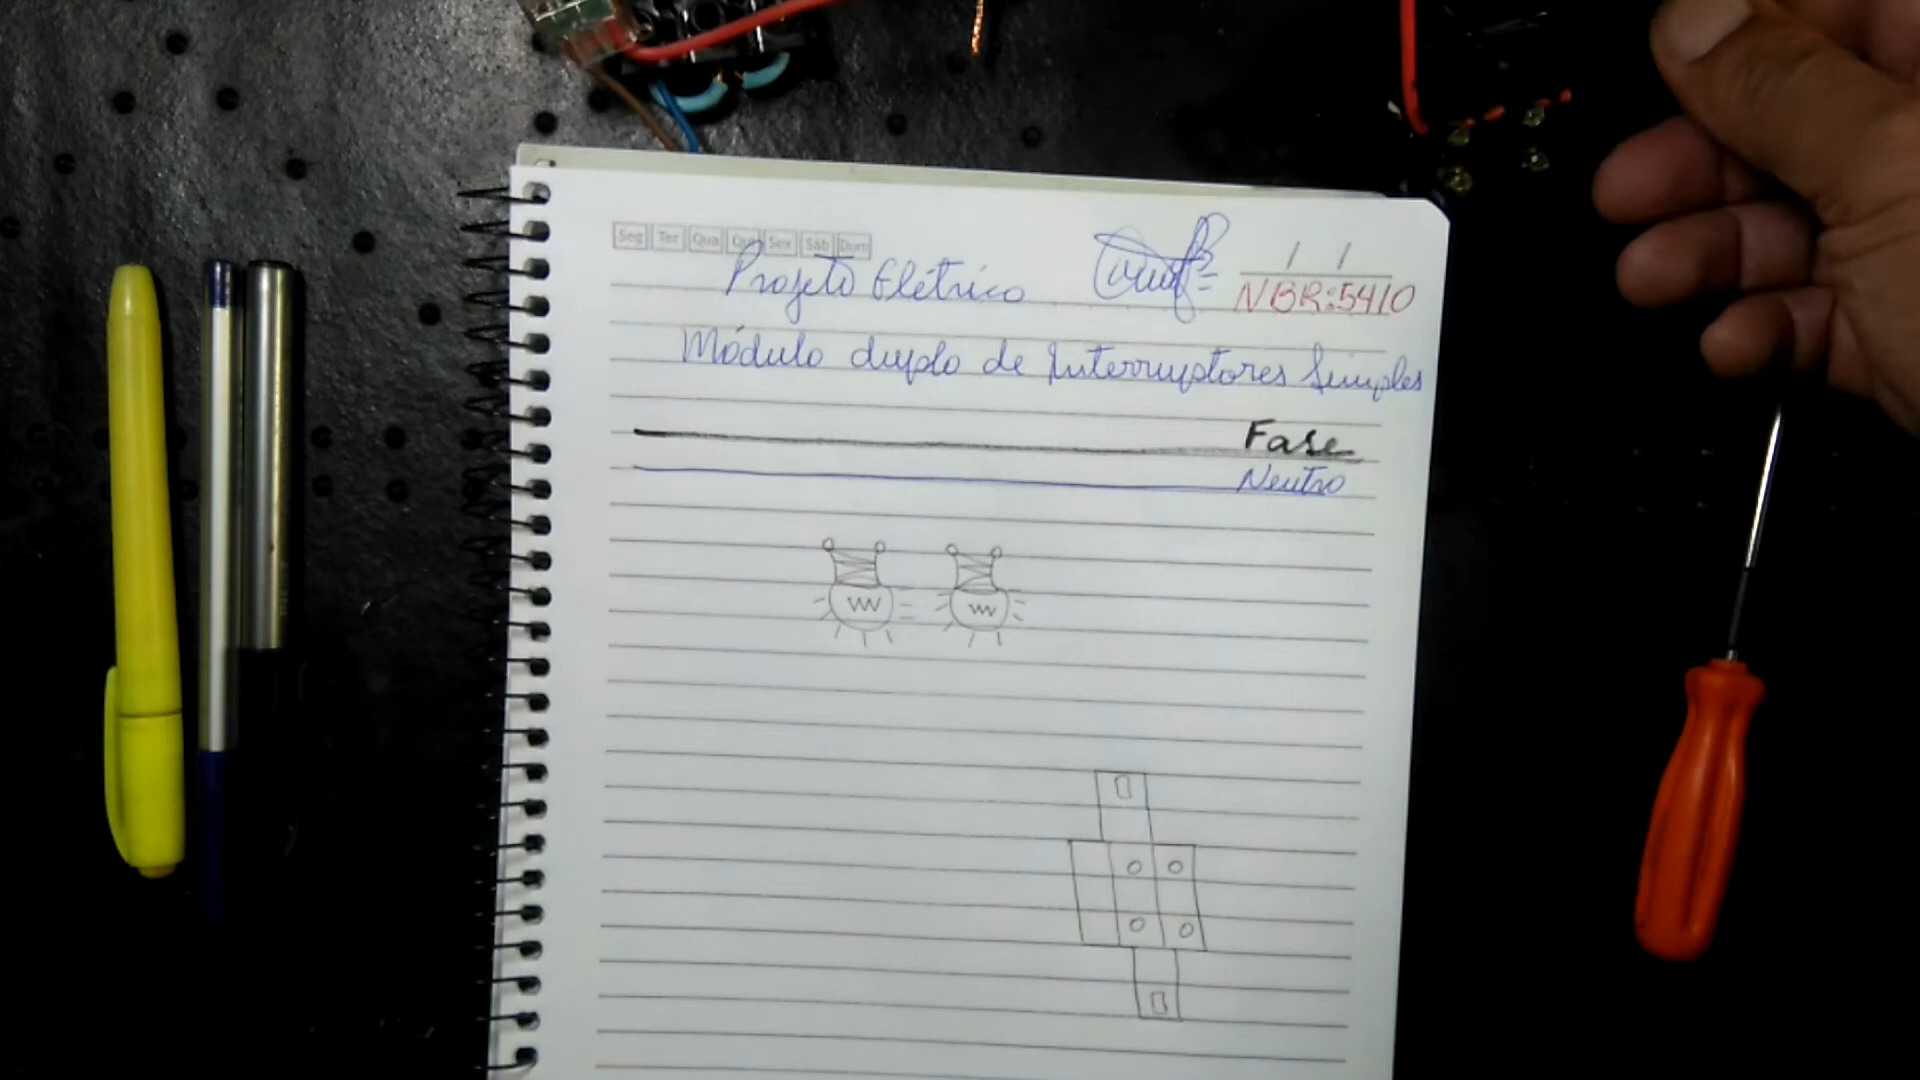 Seg Ter Qua Qui Sex Sáb Dom
/ /
Projeto Elétrico
NBR:5410
Módulo duplo de Interruptores Simples
Fase
Neutro